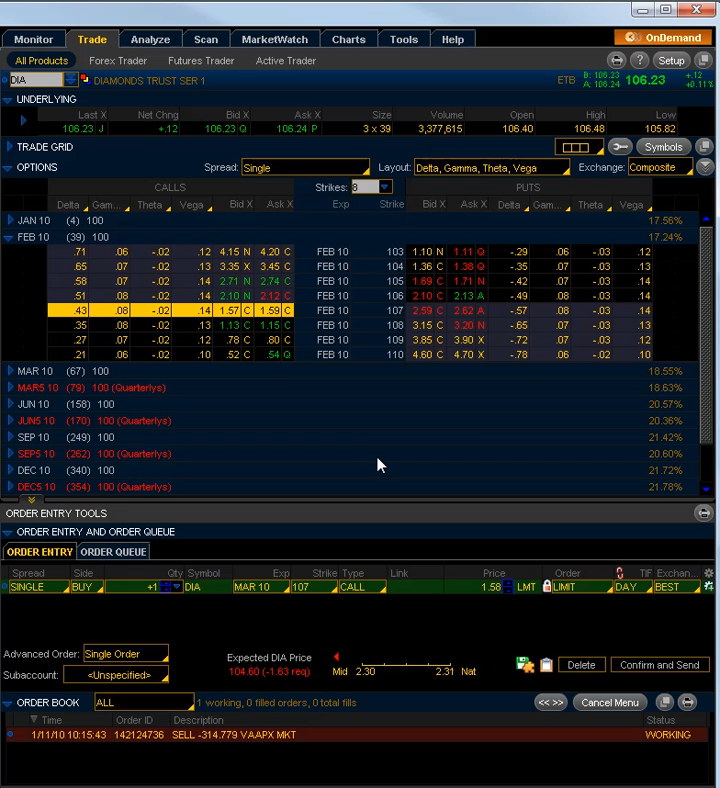 Monitor Trade Analyze Scan MarketWatch Charts Tools Help OnDemand
All Products Forex Trader Futures Trader Active Trader ? Setup
DIA DIAMONDS TRUST SER 1 ETB B: 106.23 A: 106.24 106.23 +.12 +0.11%
UNDERLYING
Last X Net Chng Bid X Ask X Size Volume Open High Low
106.23 J +.12 106.23 Q 106.24 P 3 x 39 3,377,615 106.40 106.48 105.82
TRADE GRID Symbols
OPTIONS Spread: Single Layout: Delta, Gamma, Theta, Vega Exchange: Composite
CALLS Strikes: 8 PUTS
Delta Gam... Theta Vega Bid X Ask X Exp Strike Bid X Ask X Delta Gam... Theta Vega
JAN 10 (4) 100 17.56%
FEB 10 (39) 100 17.24%
.71 .06 -.02 .12 4.15 N 4.20 C FEB 10 103 1.10 N 1.11 Q -.29 .06 -.03 .12
.65 .07 -.02 .13 3.35 X 3.45 C FEB 10 104 1.36 C 1.38 Q -.35 .07 -.03 .13
.58 .07 -.02 .14 2.71 N 2.74 C FEB 10 105 1.69 C 1.71 N -.42 .07 -.03 .14
.51 .08 -.02 .14 2.10 N 2.12 C FEB 10 106 2.10 C 2.13 A -.49 .08 -.03 .14
.43 .08 -.02 .14 1.57 C 1.59 C FEB 10 107 2.59 C 2.62 A -.57 .08 -.03 .14
.35 .08 -.02 .13 1.13 C 1.15 C FEB 10 108 3.15 C 3.20 N -.65 .07 -.03 .13
.27 .07 -.02 .12 .78 C .80 C FEB 10 109 3.85 C 3.90 X -.72 .07 -.03 .12
.21 .06 -.02 .10 .52 C .54 Q FEB 10 110 4.60 C 4.70 X -.78 .06 -.02 .10
MAR 10 (67) 100 18.55%
MAR5 10 (79) 100 (Quarterlys) 18.63%
JUN 10 (158) 100 20.57%
JUN5 10 (170) 100 (Quarterlys) 20.36%
SEP 10 (249) 100 21.42%
SEP5 10 (262) 100 (Quarterlys) 20.60%
DEC 10 (340) 100 21.72%
DEC5 10 (354) 100 (Quarterlys) 21.78%
ORDER ENTRY TOOLS
ORDER ENTRY AND ORDER QUEUE
ORDER ENTRY ORDER QUEUE
Spread Side Qty Symbol Exp Strike Type Link Price Order TIF Exchan...
SINGLE BUY +1 DIA MAR 10 107 CALL 1.58 LMT LIMIT DAY BEST
Advanced Order: Single Order Expected DIA Price
Subaccount: <Unspecified> 104.60 (-1.63 req) Mid 2.30 2.31 Nat Delete Confirm and Send
ORDER BOOK ALL 1 working, 0 filled orders, 0 total fills << >> Cancel Menu
Time Order ID Description Status
1/11/10 10:15:43 142124736 SELL -314.779 VAAPX MKT WORKING